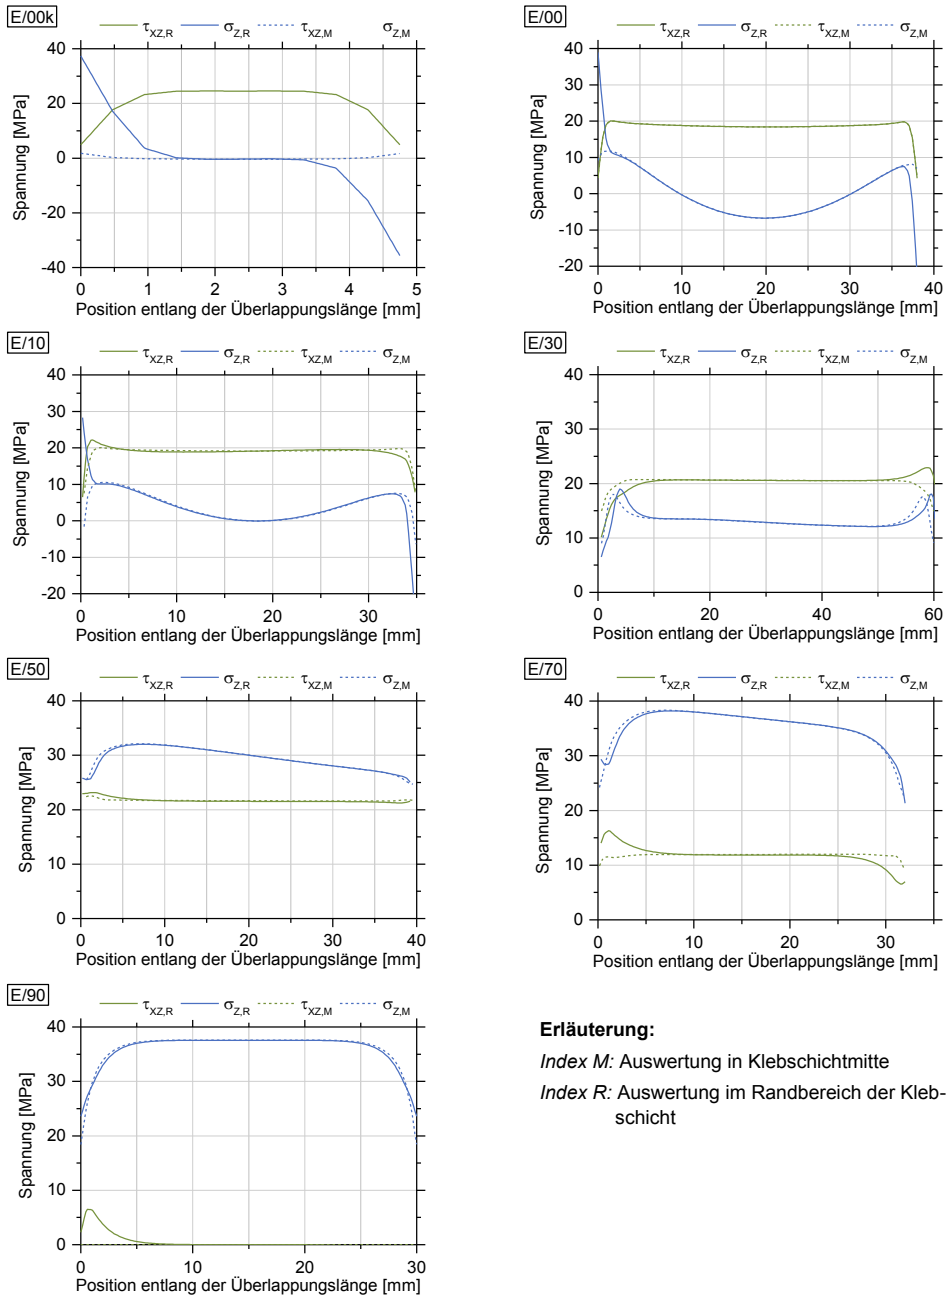 E/00k
τXZ,R σZ,R τXZ,M σZ,M
40
20
0
-20
-40
Spannung [MPa]
0 1 2 3 4 5
Position entlang der Überlappungslänge [mm]
E/00
τXZ,R σZ,R τXZ,M σZ,M
40
30
20
10
0
-10
-20
Spannung [MPa]
0 10 20 30 40
Position entlang der Überlappungslänge [mm]
E/10
τXZ,R σZ,R τXZ,M σZ,M
40
30
20
10
0
-10
-20
Spannung [MPa]
0 10 20 30
Position entlang der Überlappungslänge [mm]
E/30
τXZ,R σZ,R τXZ,M σZ,M
40
30
20
10
0
Spannung [MPa]
0 20 40 60
Position entlang der Überlappungslänge [mm]
E/50
τXZ,R σZ,R τXZ,M σZ,M
40
30
20
10
0
Spannung [MPa]
0 10 20 30 40
Position entlang der Überlappungslänge [mm]
E/70
τXZ,R σZ,R τXZ,M σZ,M
40
30
20
10
0
Spannung [MPa]
0 10 20 30
Position entlang der Überlappungslänge [mm]
E/90
τXZ,R σZ,R τXZ,M σZ,M
40
30
20
10
0
Spannung [MPa]
0 10 20 30
Position entlang der Überlappungslänge [mm]
Erläuterung:
Index M: Auswertung in Klebschichtmitte
Index R: Auswertung im Randbereich der Kleb-
schicht